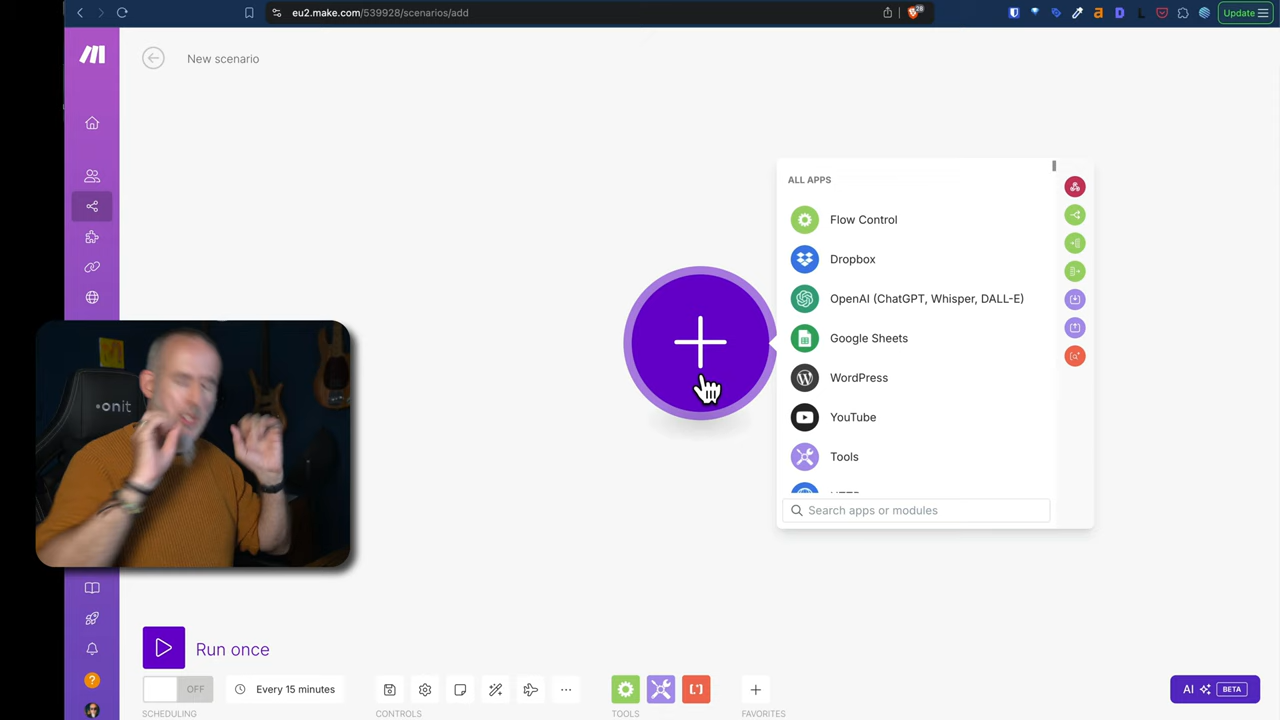 eu2.make.com/539928/scenarios/add
Update
New scenario
ALL APPS
Flow Control
Dropbox
OpenAI (ChatGPT, Whisper, DALL-E)
Google Sheets
WordPress
YouTube
Tools
Search apps or modules
onit
Run once
OFF
Every 15 minutes
AI BETA
SCHEDULING
CONTROLS
TOOLS
FAVORITES